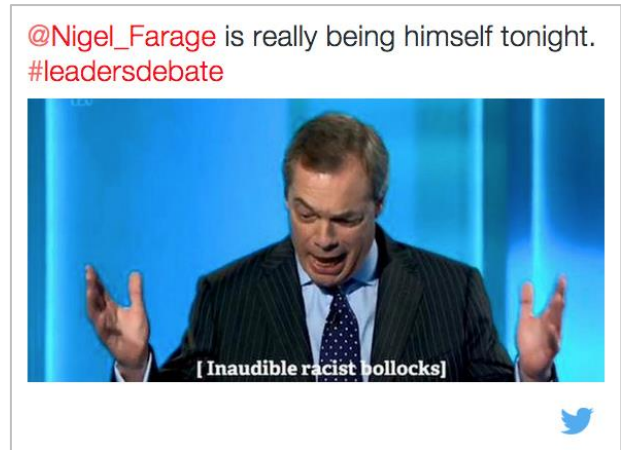 @Nigel_Farage is really being himself tonight.
#leadersdebate
[ Inaudible racist bollocks]